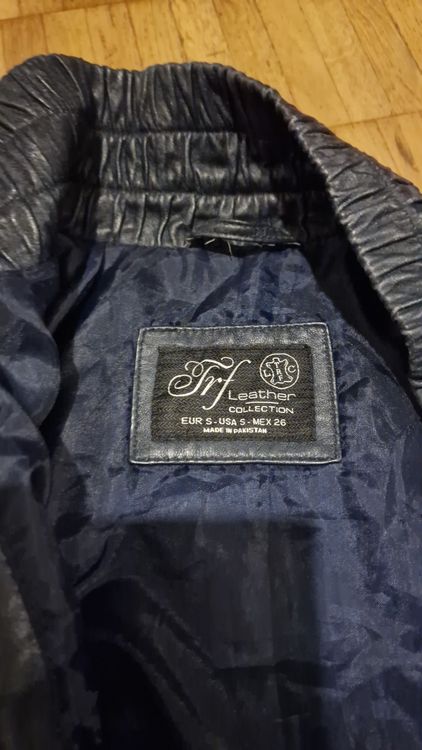 Trf
L C
Leather
COLLECTION
EUR S - USA S - MEX 26
MADE IN PAKISTAN